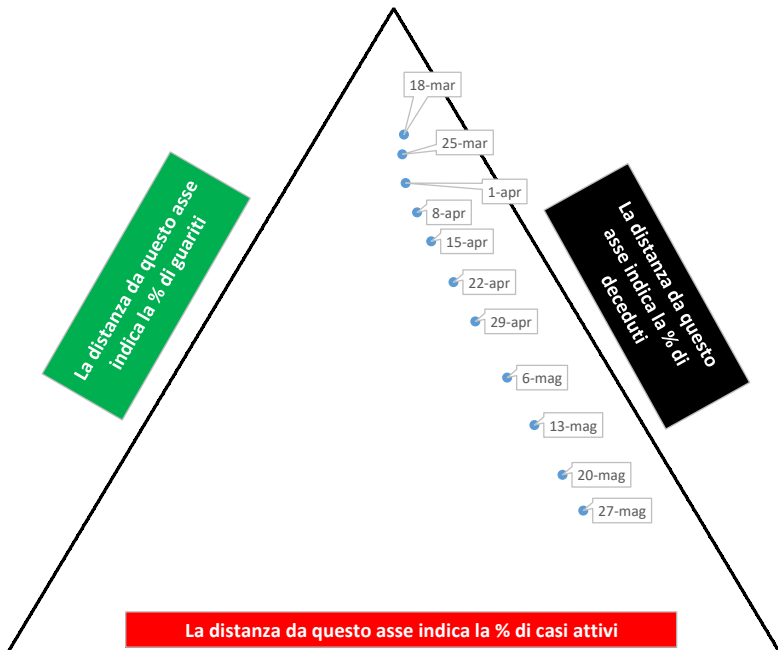 18-mar
25-mar
1-apr
8-apr
15-apr
22-apr
29-apr
6-mag
13-mag
20-mag
27-mag
La distanza da questo asse
indica la % di guariti
La distanza da questo
asse indica la % di
deceduti
La distanza da questo asse indica la % di casi attivi